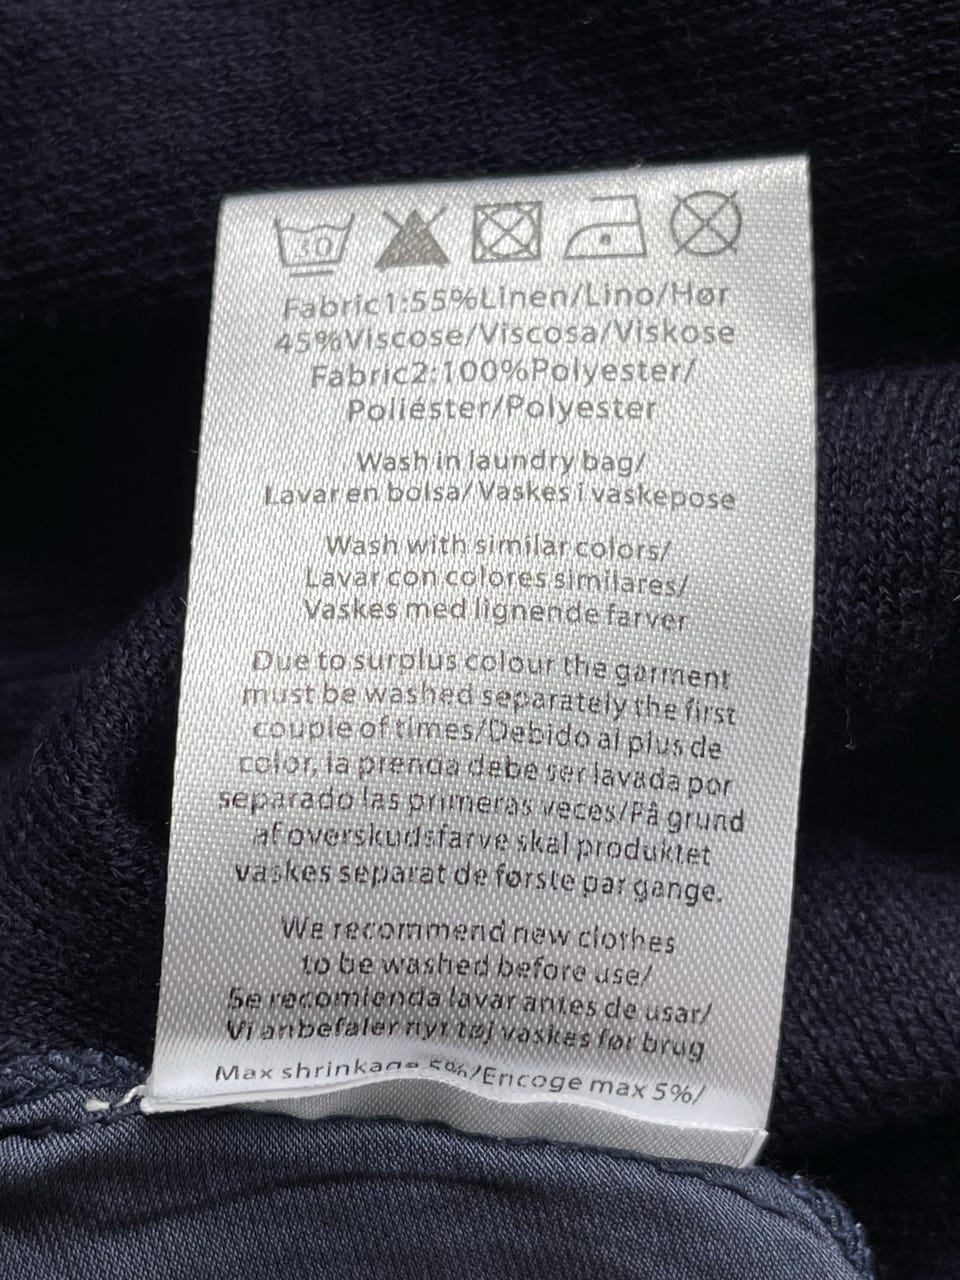 30
Fabric1:55%Linen/Lino/Hør
45%Viscose/Viscosa/Viskose
Fabric2:100%Polyester/
Poliéster/Polyester
Wash in laundry bag/
Lavar en bolsa/Vaskes i vaskepose
Wash with similar colors/
Lavar con colores similares/
Vaskes med lignende farver
Due to surplus colour the garment
must be washed separately the first
couple of times/Debido al plus de
color, la prenda debe ser lavada por
separado las primeras veces/På grund
af overskudsfarve skal produktet
vaskes separat de første par gange.
We recommend new clothes
to be washed before use/
Se recomienda lavar antes de usar/
Vi anbefaler nyt tøj vaskes før brug
Max shrinkage 5%/Encoge max 5%/